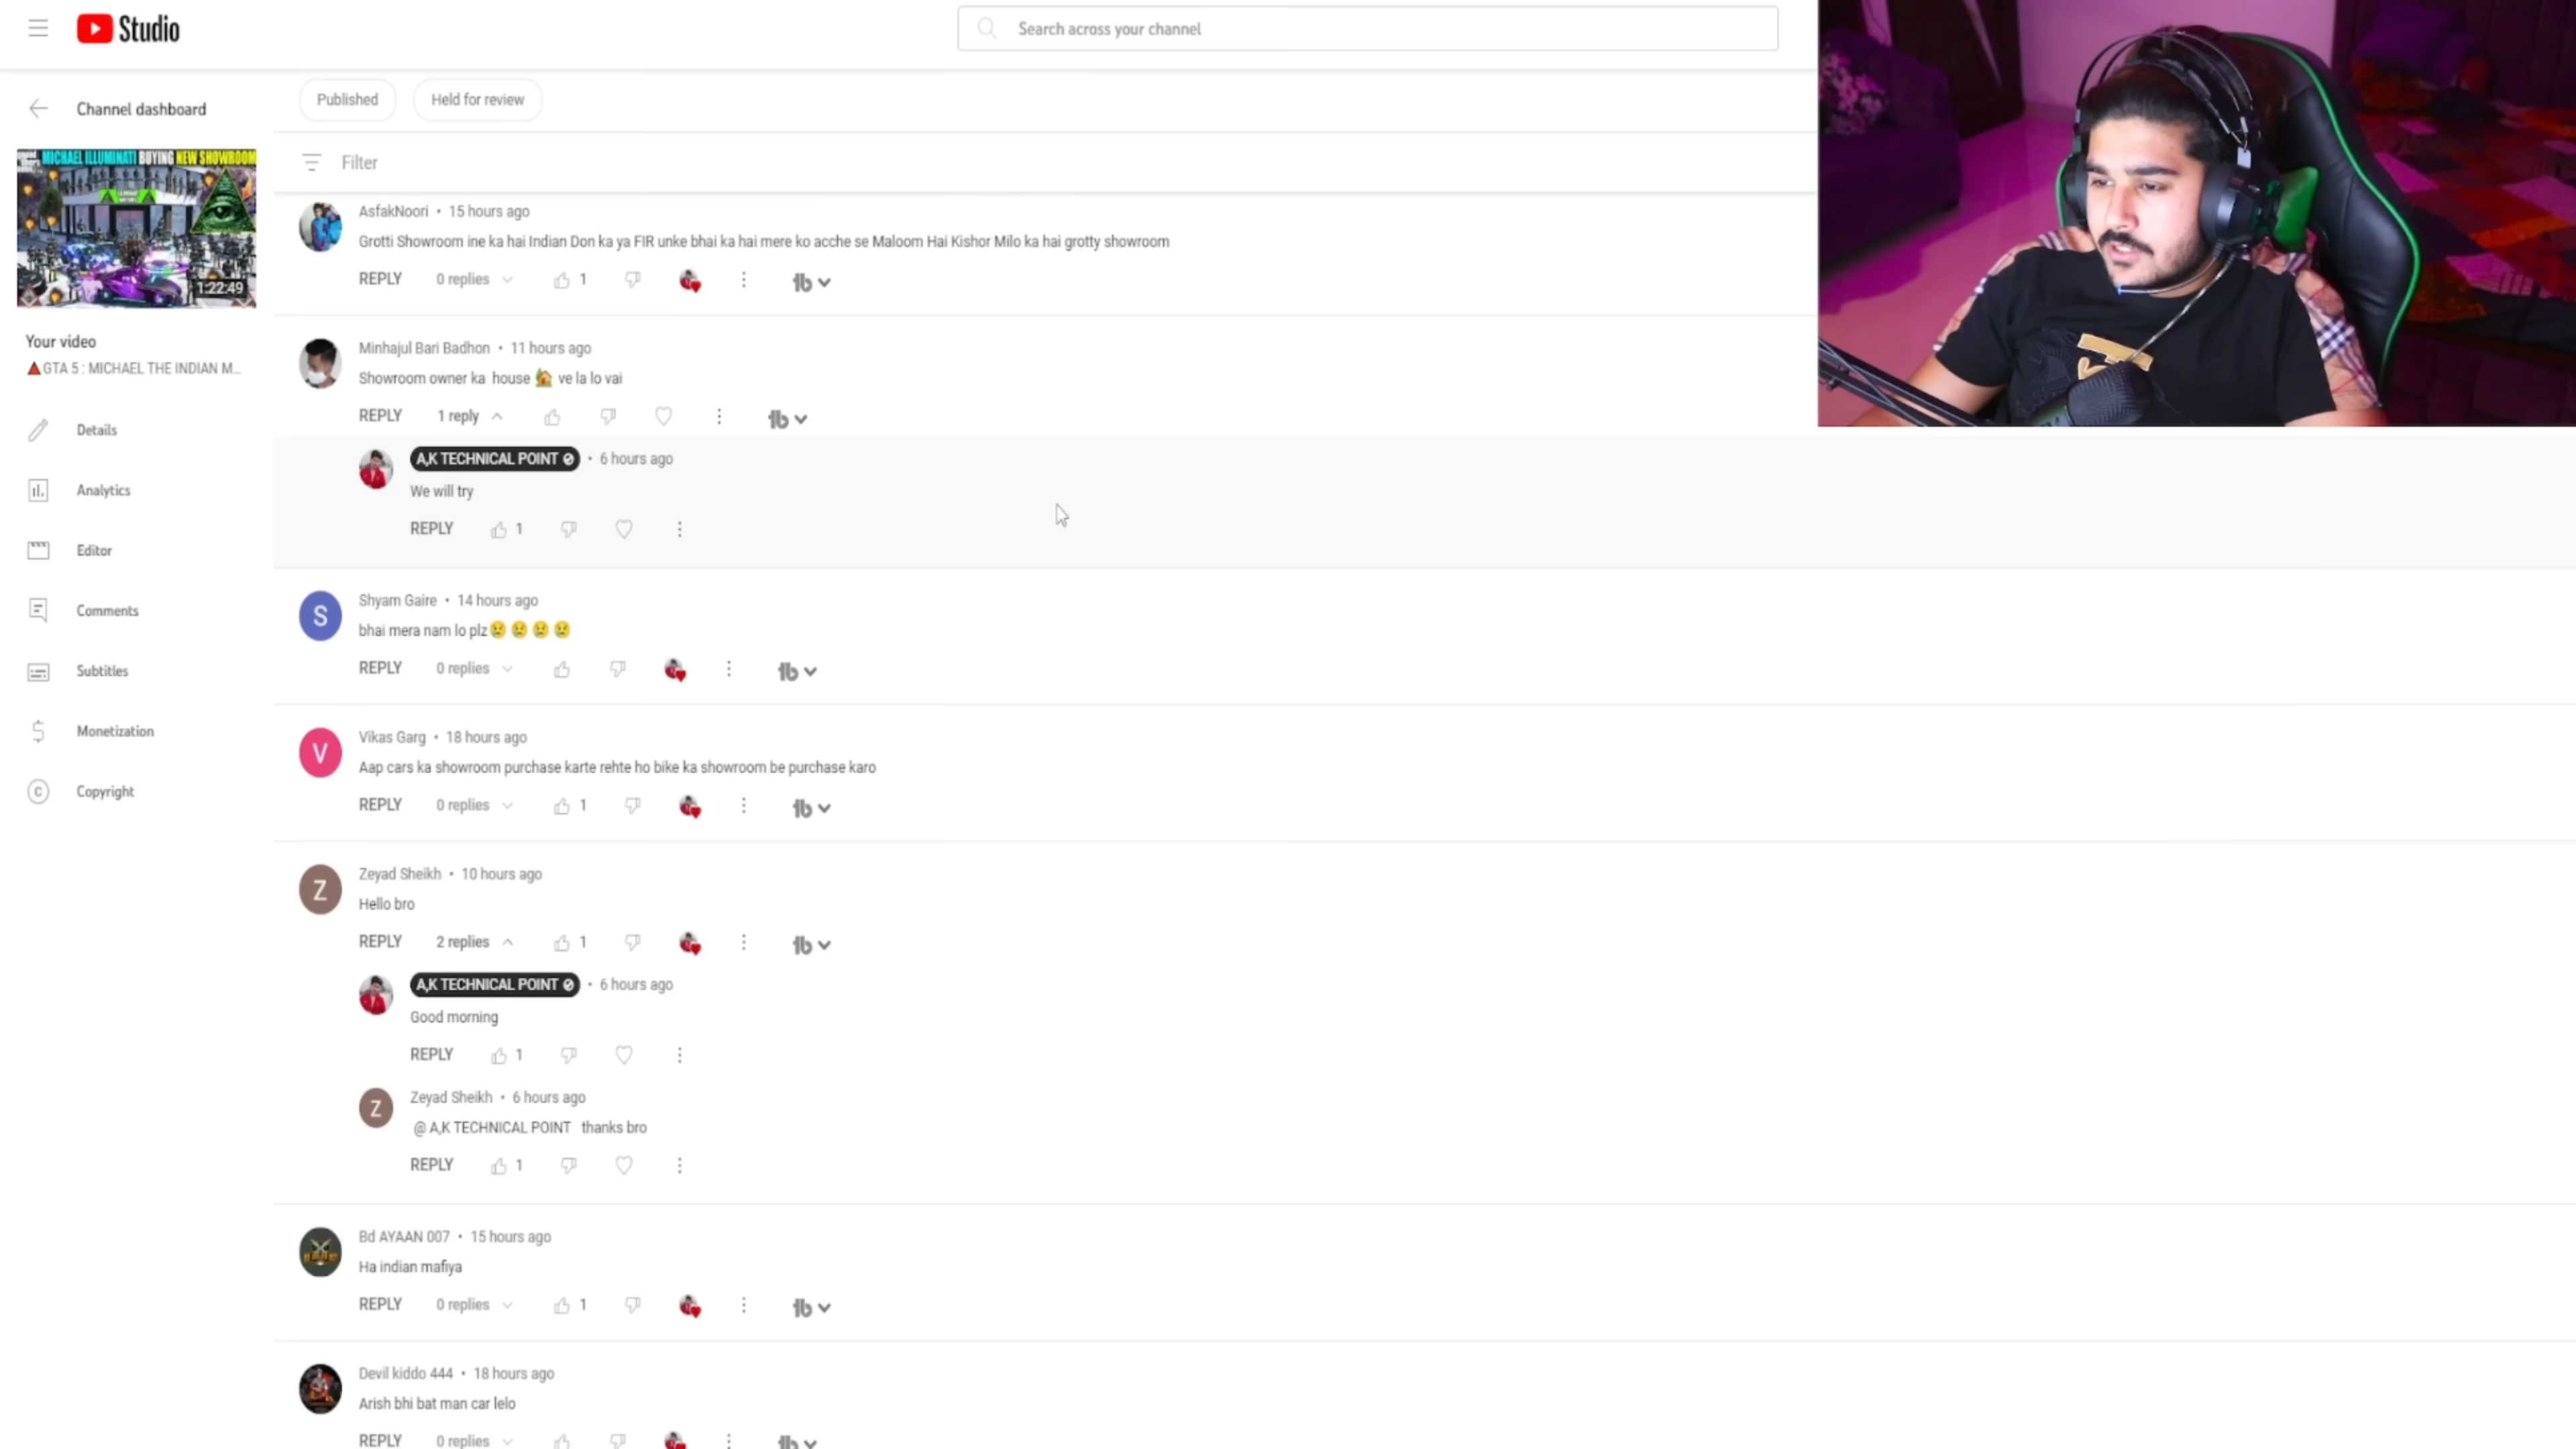 Studio
Search across your channel
Channel dashboard
Published
Held for review
Filter
MICHAEL ILLUMINATI BUYING NEW SHOWROOM
1:22:49
Your video
🔺GTA 5 : MICHAEL THE INDIAN M...
Details
Analytics
Editor
Comments
Subtitles
Monetization
Copyright
AsfakNoori • 15 hours ago
Grotti Showroom ine ka hai Indian Don ka ya FIR unke bhai ka hai mere ko acche se Maloom Hai Kishor Milo ka hai grotty showroom
REPLY 0 replies 1
Minhajul Bari Badhon • 11 hours ago
Showroom owner ka house 🏡 ve la lo vai
REPLY 1 reply
A,K TECHNICAL POINT • 6 hours ago
We will try
REPLY 1
Shyam Gaire • 14 hours ago
bhai mera nam lo plz😢😢😢😢
REPLY 0 replies
Vikas Garg • 18 hours ago
Aap cars ka showroom purchase karte rehte ho bike ka showroom be purchase karo
REPLY 0 replies 1
Zeyad Sheikh • 10 hours ago
Hello bro
REPLY 2 replies 1
A,K TECHNICAL POINT • 6 hours ago
Good morning
REPLY 1
Zeyad Sheikh • 6 hours ago
@ A,K TECHNICAL POINT thanks bro
REPLY 1
Bd AYAAN 007 • 15 hours ago
Ha indian mafiya
REPLY 0 replies 1
Devil kiddo 444 • 18 hours ago
Arish bhi bat man car lelo
REPLY 0 replies